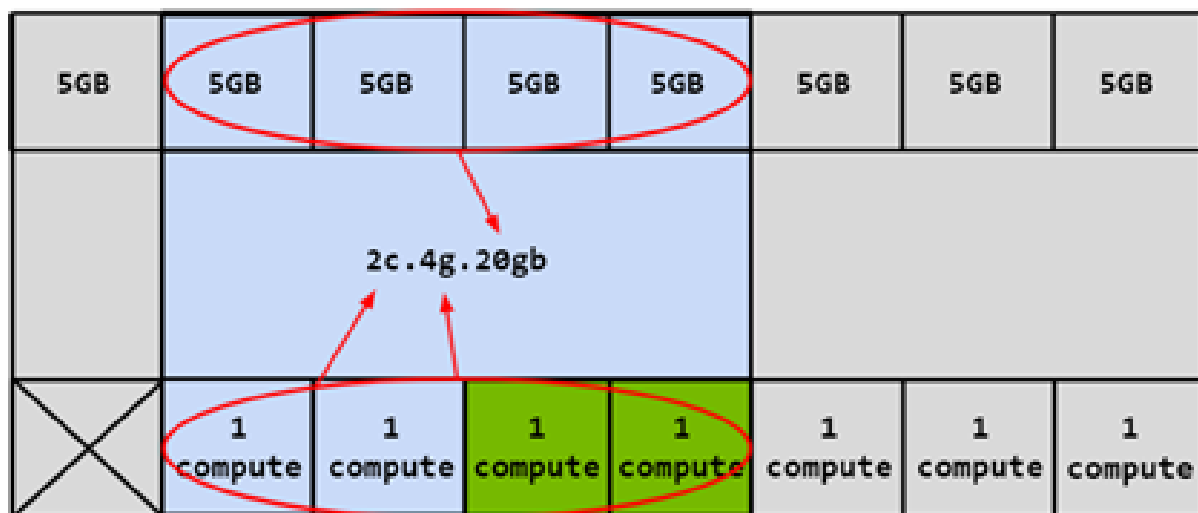 5GB 5GB 5GB 5GB 5GB 5GB 5GB 5GB
2c.4g.20gb
1 1 1 1 1 1 1
compute compute compute compute compute compute compute